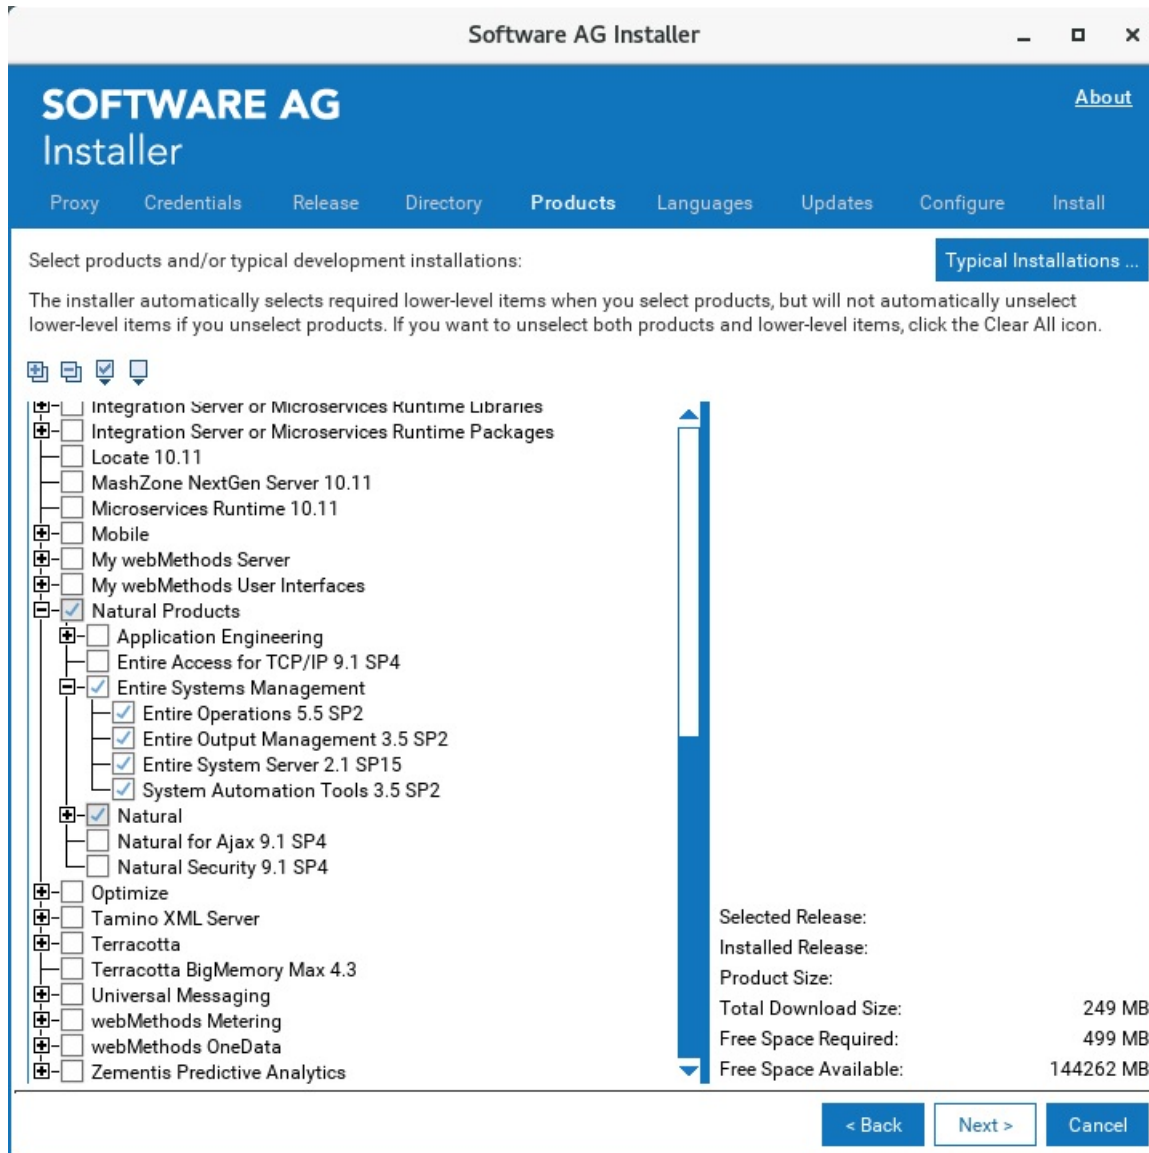 Software AG Installer
SOFTWARE AG
Installer
About
Proxy Credentials Release Directory Products Languages Updates Configure Install
Select products and/or typical development installations:
Typical Installations ...
The installer automatically selects required lower-level items when you select products, but will not automatically unselect
lower-level items if you unselect products. If you want to unselect both products and lower-level items, click the Clear All icon.
Integration Server or Microservices Runtime Libraries
Integration Server or Microservices Runtime Packages
Locate 10.11
MashZone NextGen Server 10.11
Microservices Runtime 10.11
Mobile
My webMethods Server
My webMethods User Interfaces
Natural Products
Application Engineering
Entire Access for TCP/IP 9.1 SP4
Entire Systems Management
Entire Operations 5.5 SP2
Entire Output Management 3.5 SP2
Entire System Server 2.1 SP15
System Automation Tools 3.5 SP2
Natural
Natural for Ajax 9.1 SP4
Natural Security 9.1 SP4
Optimize
Tamino XML Server
Terracotta
Terracotta BigMemory Max 4.3
Universal Messaging
webMethods Metering
webMethods OneData
Zementis Predictive Analytics
Selected Release:
Installed Release:
Product Size:
Total Download Size: 249 MB
Free Space Required: 499 MB
Free Space Available: 144262 MB
< Back Next > Cancel